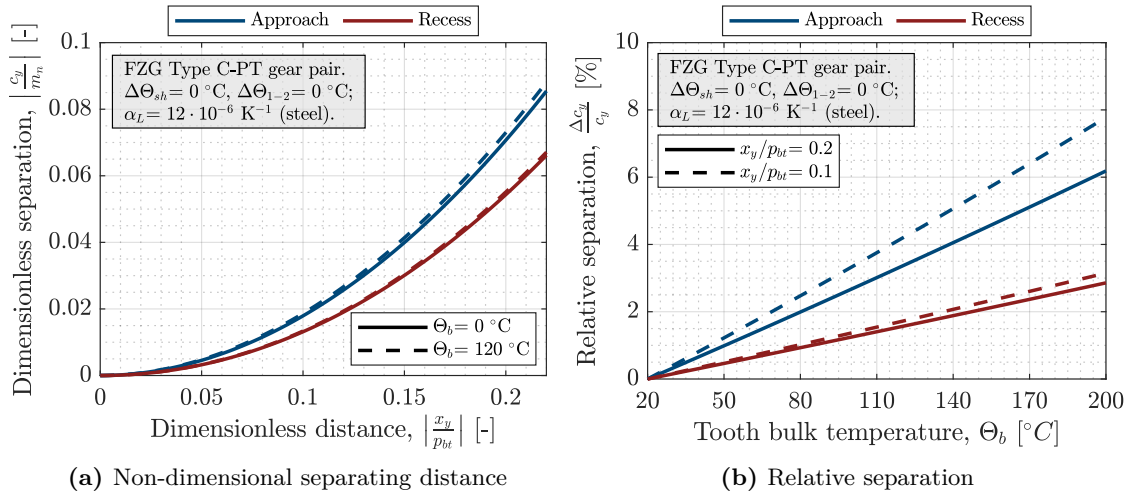 Approach Recess
Dimensionless separation, |c_y/m_n| [-]
0.1
0.08
0.06
0.04
0.02
0
FZG Type C-PT gear pair.
ΔΘ_sh= 0 °C, ΔΘ_1−2= 0 °C;
α_L= 12 · 10^−6 K^−1 (steel).
Θ_b= 0 °C
Θ_b= 120 °C
0 0.05 0.1 0.15 0.2
Dimensionless distance, |x_y/p_bt| [-]
(a) Non-dimensional separating distance
Approach Recess
Relative separation, Δc_y/c_y [%]
10
8
6
4
2
0
FZG Type C-PT gear pair.
ΔΘ_sh= 0 °C, ΔΘ_1−2= 0 °C;
α_L= 12 · 10^−6 K^−1 (steel).
x_y/p_bt= 0.2
x_y/p_bt= 0.1
20 50 80 110 140 170 200
Tooth bulk temperature, Θ_b [°C]
(b) Relative separation